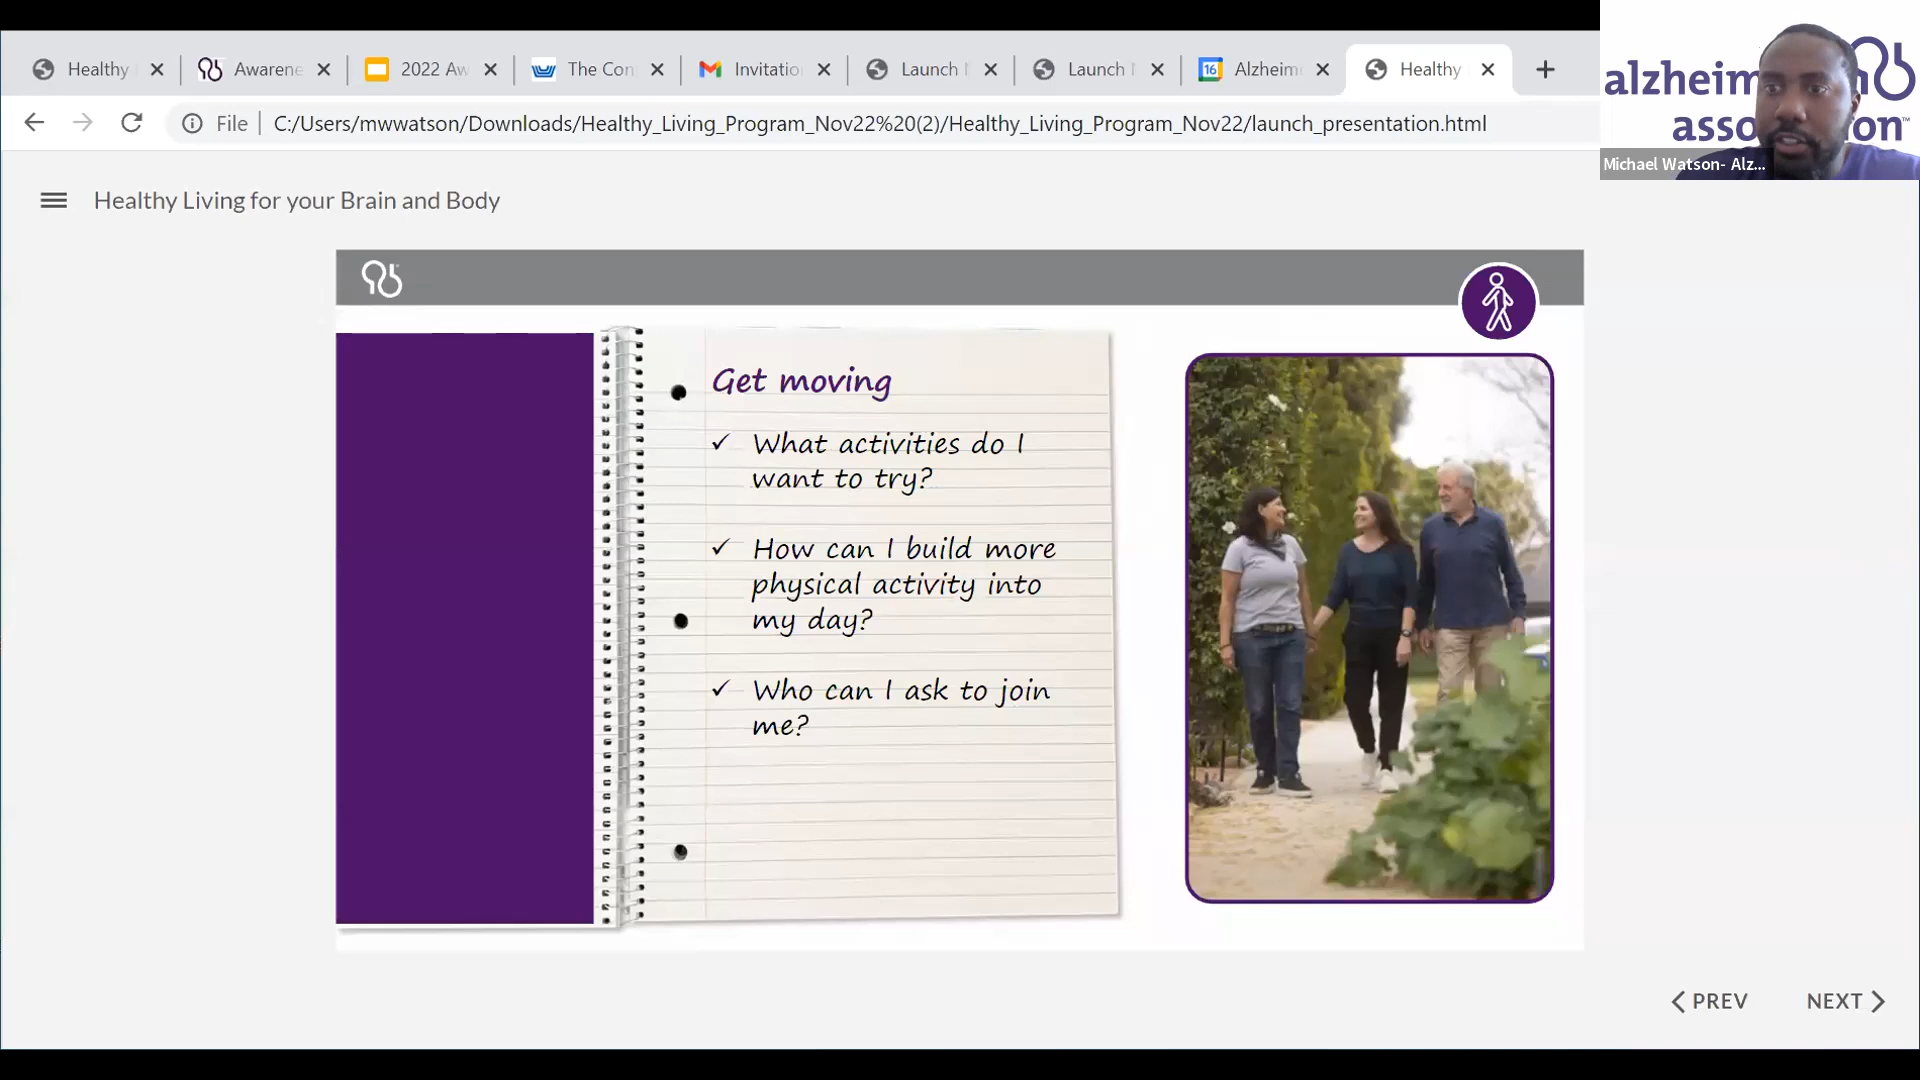 Healthy
Awarene
2022 Aw
The Con
Invitatio
Launch
Launch
16
Alzheim
Healthy
File
C:/Users/mwwatson/Downloads/Healthy_Living_Program_Nov22%20(2)/Healthy_Living_Program_Nov22/launch_presentation.html
alzheim
asso ion™
Michael Watson- Alz...
Healthy Living for your Brain and Body
Get moving
✓ What activities do I
want to try?
✓ How can I build more
physical activity into
my day?
✓ Who can I ask to join
me?
PREV
NEXT